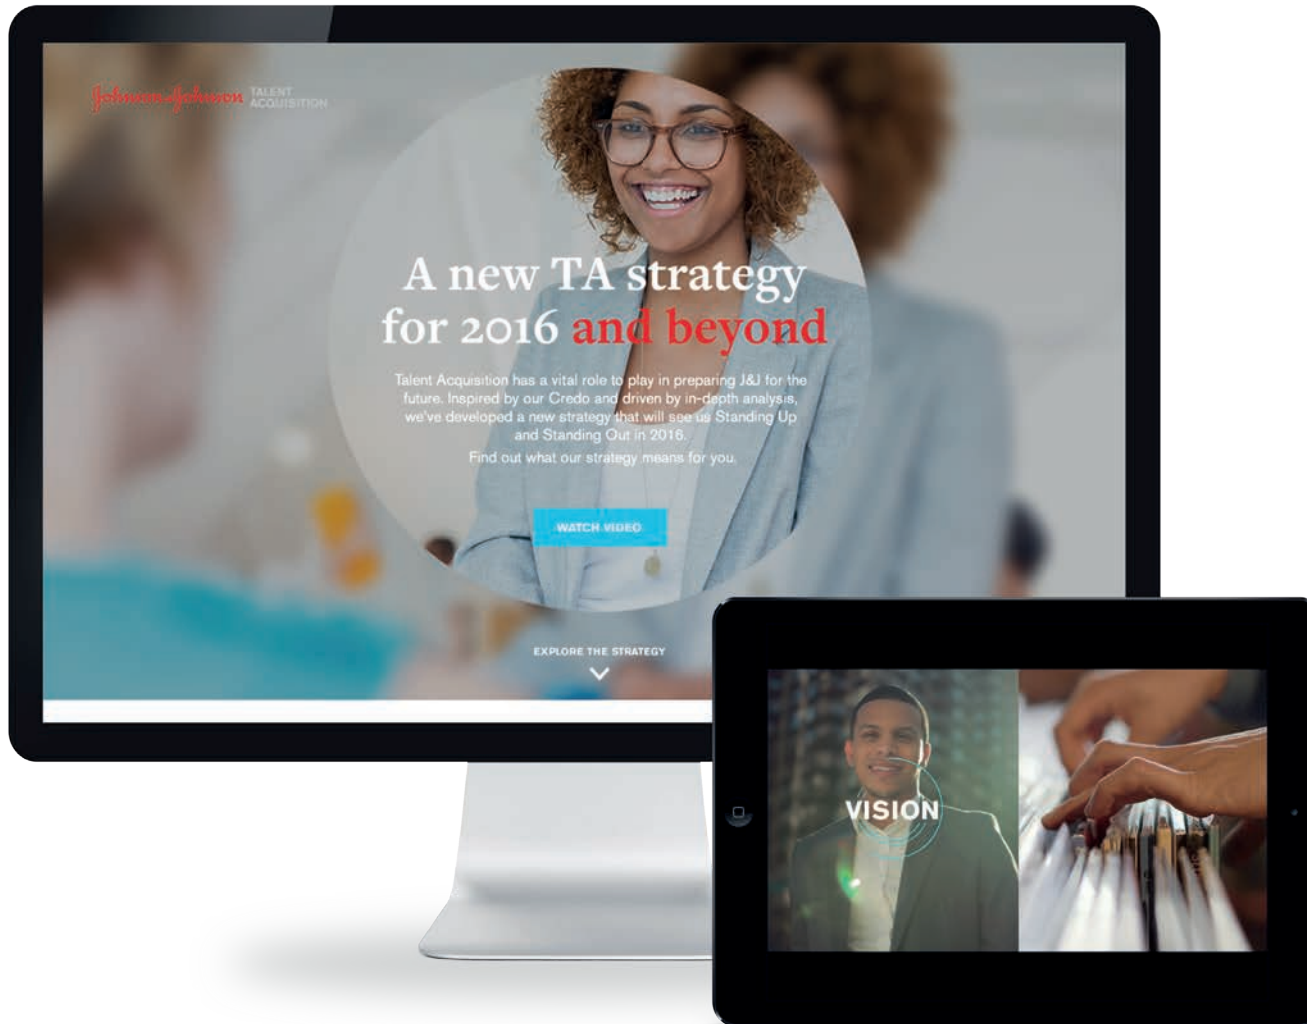 Johnson & Johnson TALENT
ACQUISITION
A new TA strategy
for 2016 and beyond
Talent Acquisition has a vital role to play in preparing J&J for the
future. Inspired by our Credo and driven by in-depth analysis,
we've developed a new strategy that will see us Standing Up
and Standing Out in 2016.
Find out what our strategy means for you.
WATCH VIDEO
EXPLORE THE STRATEGY
VISION